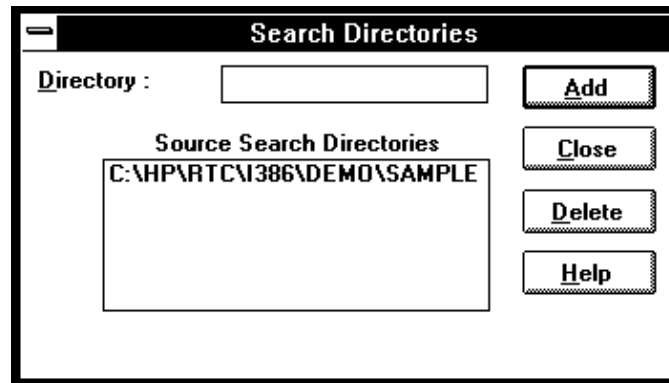 Search Directories
Directory :
Add
Source Search Directories
Close
C:\HP\RTC\I386\DEMO\SAMPLE
Delete
Help